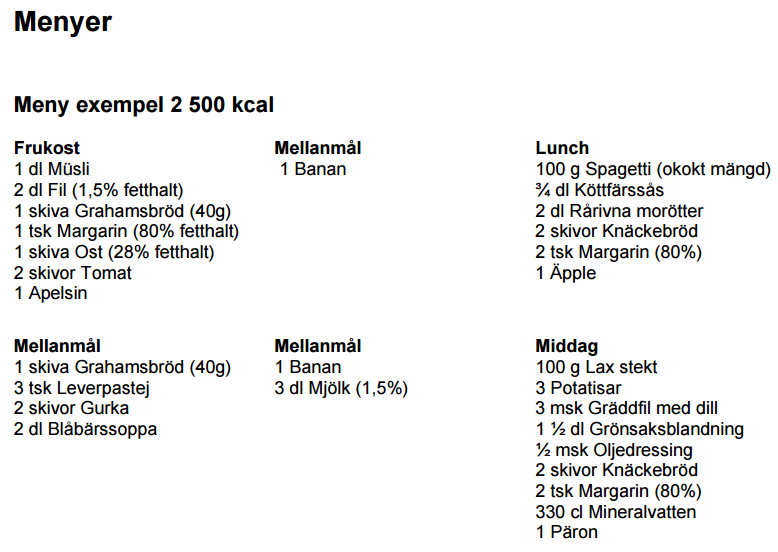 Menyer
Meny exempel 2 500 kcal
Frukost
1 dl Müsli
2 dl Fil (1,5% fetthalt)
1 skiva Grahamsbröd (40g)
1 tsk Margarin (80% fetthalt)
1 skiva Ost (28% fetthalt)
2 skivor Tomat
1 Apelsin
Mellanmål
1 Banan
Lunch
100 g Spagetti (okokt mängd)
¾ dl Köttfärssås
2 dl Rårivna morötter
2 skivor Knäckebröd
2 tsk Margarin (80%)
1 Äpple
Mellanmål
1 skiva Grahamsbröd (40g)
3 tsk Leverpastej
2 skivor Gurka
2 dl Blåbärssoppa
Mellanmål
1 Banan
3 dl Mjölk (1,5%)
Middag
100 g Lax stekt
3 Potatisar
3 msk Gräddfil med dill
1 ½ dl Grönsaksblandning
½ msk Oljedressing
2 skivor Knäckebröd
2 tsk Margarin (80%)
330 cl Mineralvatten
1 Päron